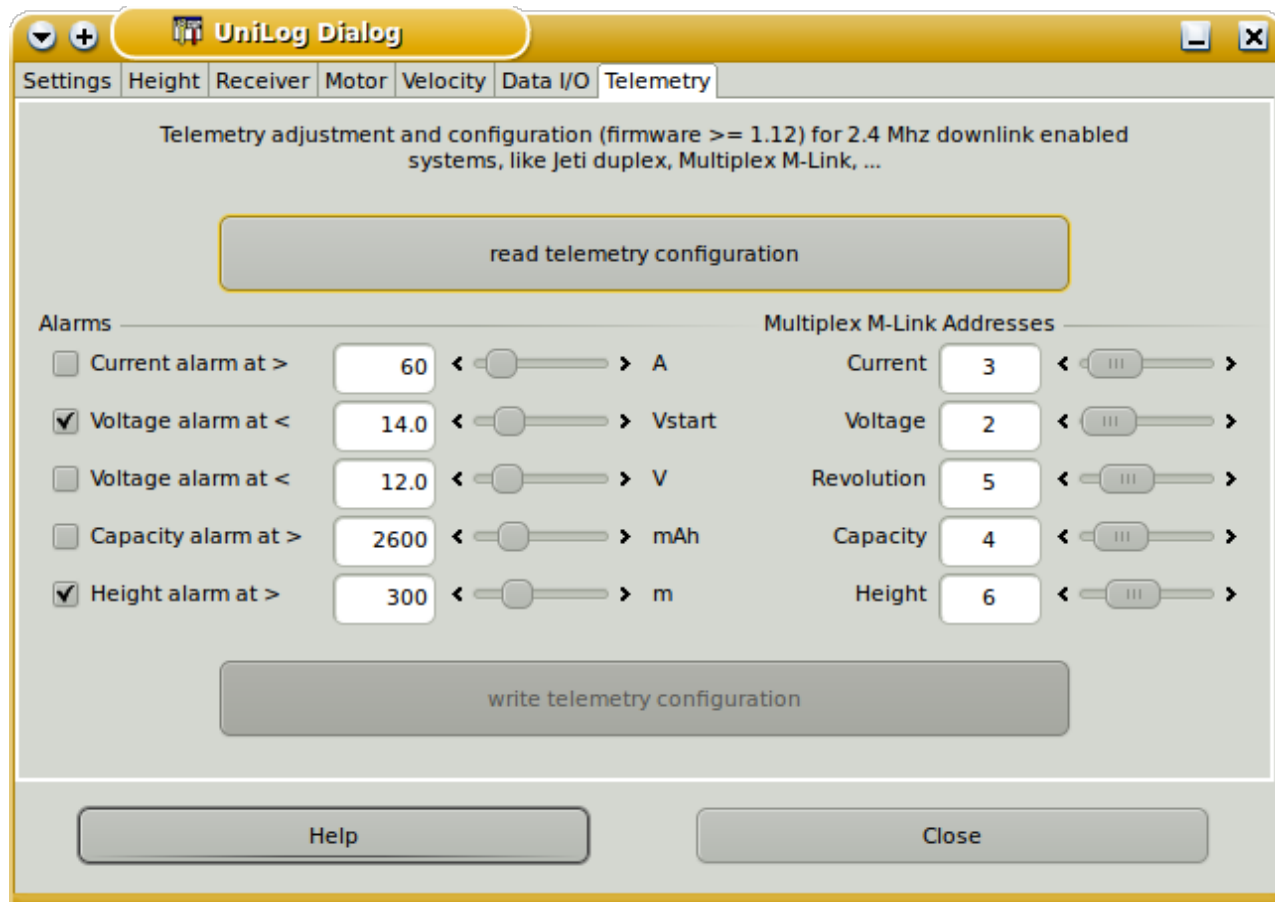 UniLog Dialog
Settings Height Receiver Motor Velocity Data I/O Telemetry
Telemetry adjustment and configuration (firmware >= 1.12) for 2.4 Mhz downlink enabled
systems, like Jeti duplex, Multiplex M-Link, ...
read telemetry configuration
Alarms
Current alarm at > 60 A
Voltage alarm at < 14.0 Vstart
Voltage alarm at < 12.0 V
Capacity alarm at > 2600 mAh
Height alarm at > 300 m
Multiplex M-Link Addresses
Current 3
Voltage 2
Revolution 5
Capacity 4
Height 6
write telemetry configuration
Help
Close